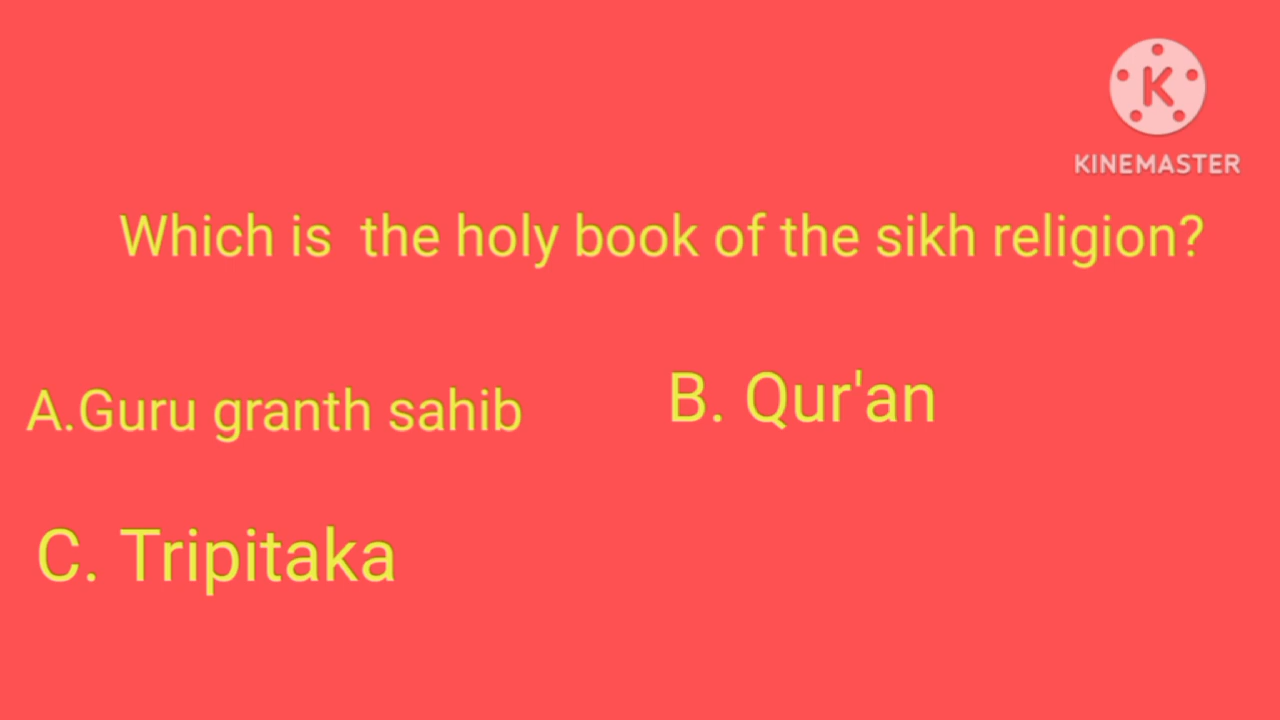 K
KINEMASTER
Which is  the holy book of the sikh religion?
A.Guru granth sahib
B. Qur'an
C. Tripitaka